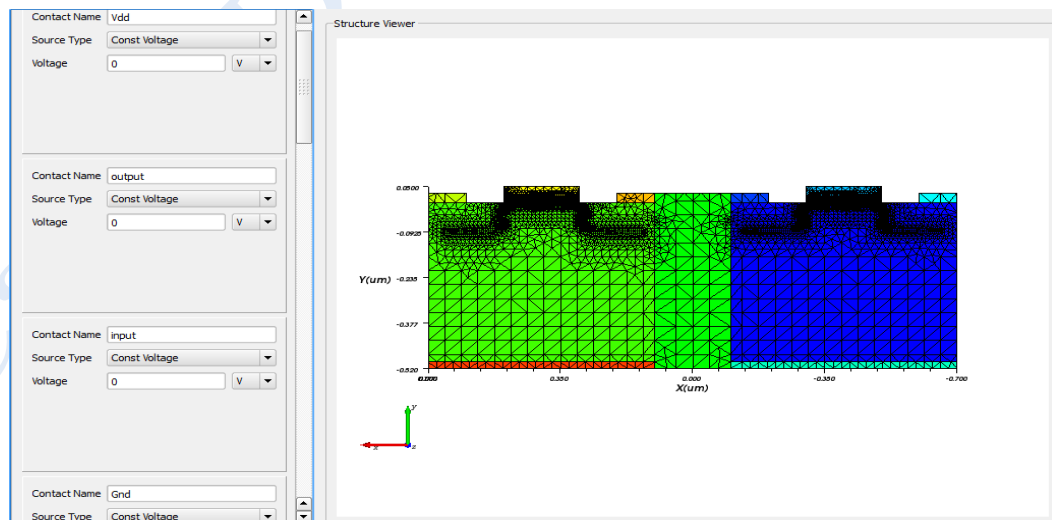 Contact Name Vdd
Source Type Const Voltage
Voltage 0 V
Contact Name output
Source Type Const Voltage
Voltage 0 V
Contact Name input
Source Type Const Voltage
Voltage 0 V
Contact Name Gnd
Source Type Const Voltage
Structure Viewer
0.0500
-0.0925
Y(um) -0.235
-0.377
-0.520
0.350 0.000 -0.350 -0.700
X(um)
y
x z